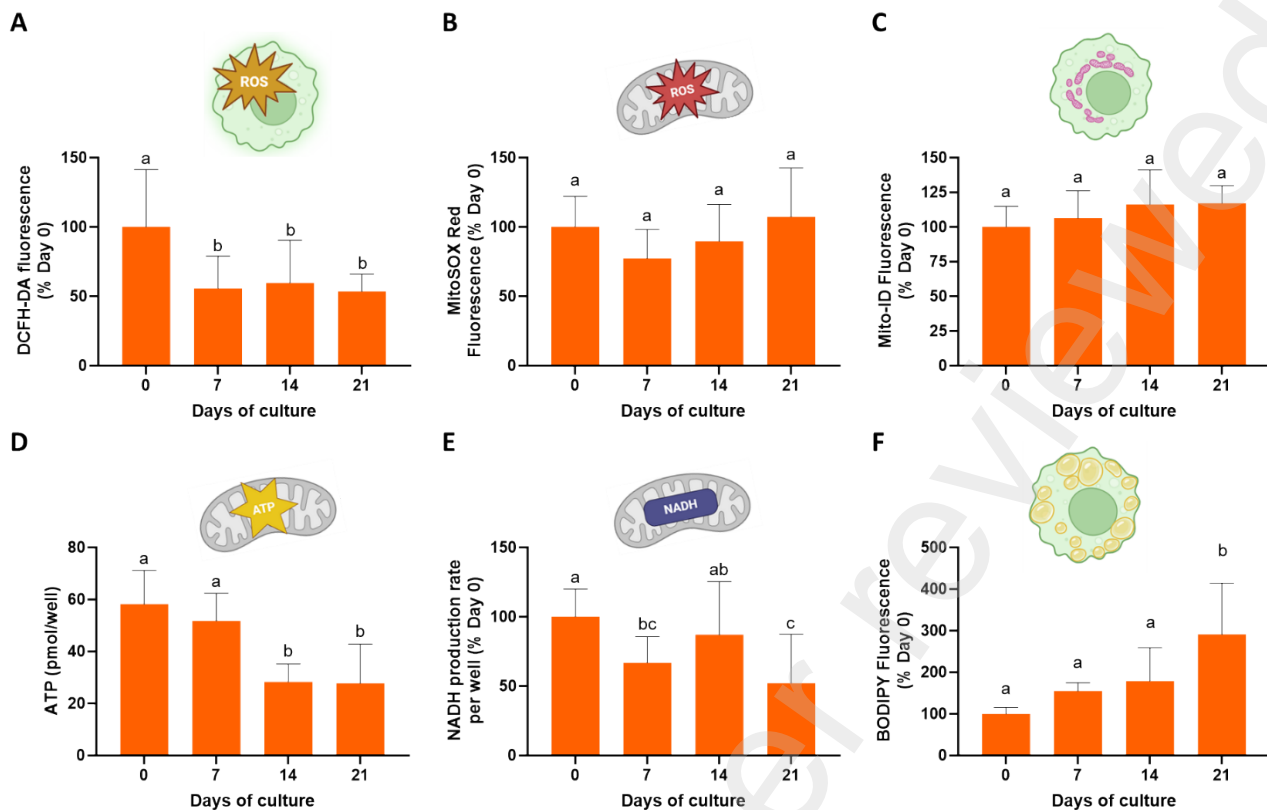 A
B
C
ROS
ROS
DCFH-DA fluorescence
(% Day 0)
150
100
50
0
a
b
b
b
0 7 14 21
Days of culture
MitoSOX Red
Fluorescence (% Day 0)
150
100
50
0
a
a
a
a
0 7 14 21
Days of culture
Mito-ID Fluorescence
(% Day 0)
150
125
100
75
50
25
0
a
a
a
a
0 7 14 21
Days of culture
D
E
F
ATP
NADH
ATP (pmol/well)
80
60
40
20
0
a
a
b
b
0 7 14 21
Days of culture
NADH production rate
per well (% Day 0)
150
100
50
0
a
bc
ab
c
0 7 14 21
Days of culture
BODIPY Fluorescence
(% Day 0)
500
400
300
200
100
0
a
a
a
b
0 7 14 21
Days of culture
er reviewed